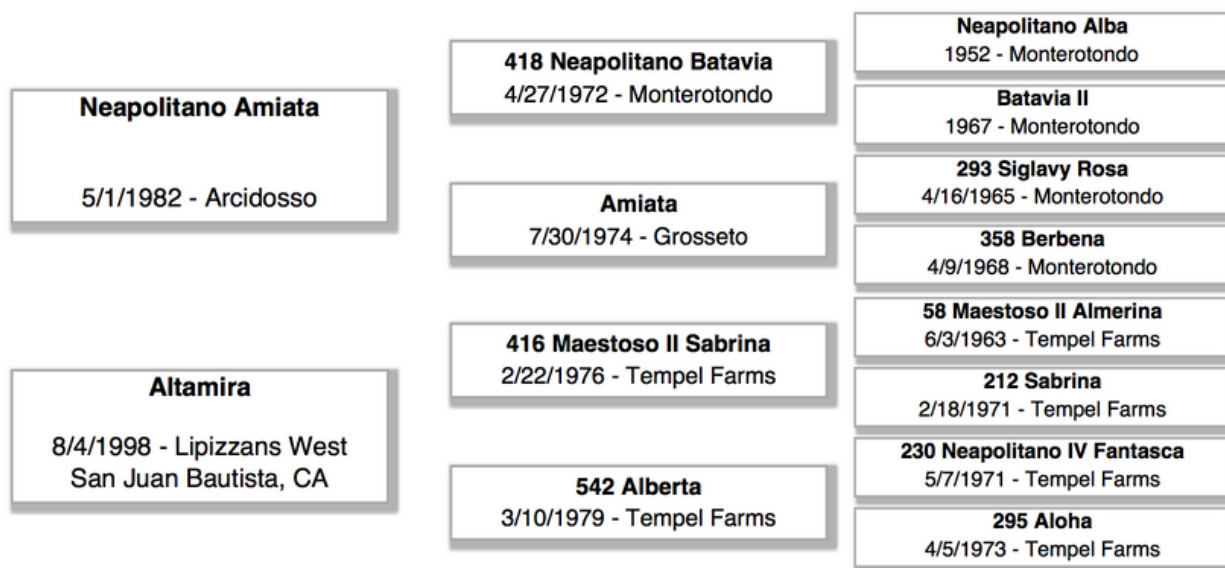 Neapolitano Amiata
5/1/1982 - Arcidosso
Altamira
8/4/1998 - Lipizzans West
San Juan Bautista, CA
418 Neapolitano Batavia
4/27/1972 - Monterotondo
Amiata
7/30/1974 - Grosseto
416 Maestoso II Sabrina
2/22/1976 - Tempel Farms
542 Alberta
3/10/1979 - Tempel Farms
Neapolitano Alba
1952 - Monterotondo
Batavia II
1967 - Monterotondo
293 Siglavy Rosa
4/16/1965 - Monterotondo
358 Berbena
4/9/1968 - Monterotondo
58 Maestoso II Almerina
6/3/1963 - Tempel Farms
212 Sabrina
2/18/1971 - Tempel Farms
230 Neapolitano IV Fantasca
5/7/1971 - Tempel Farms
295 Aloha
4/5/1973 - Tempel Farms